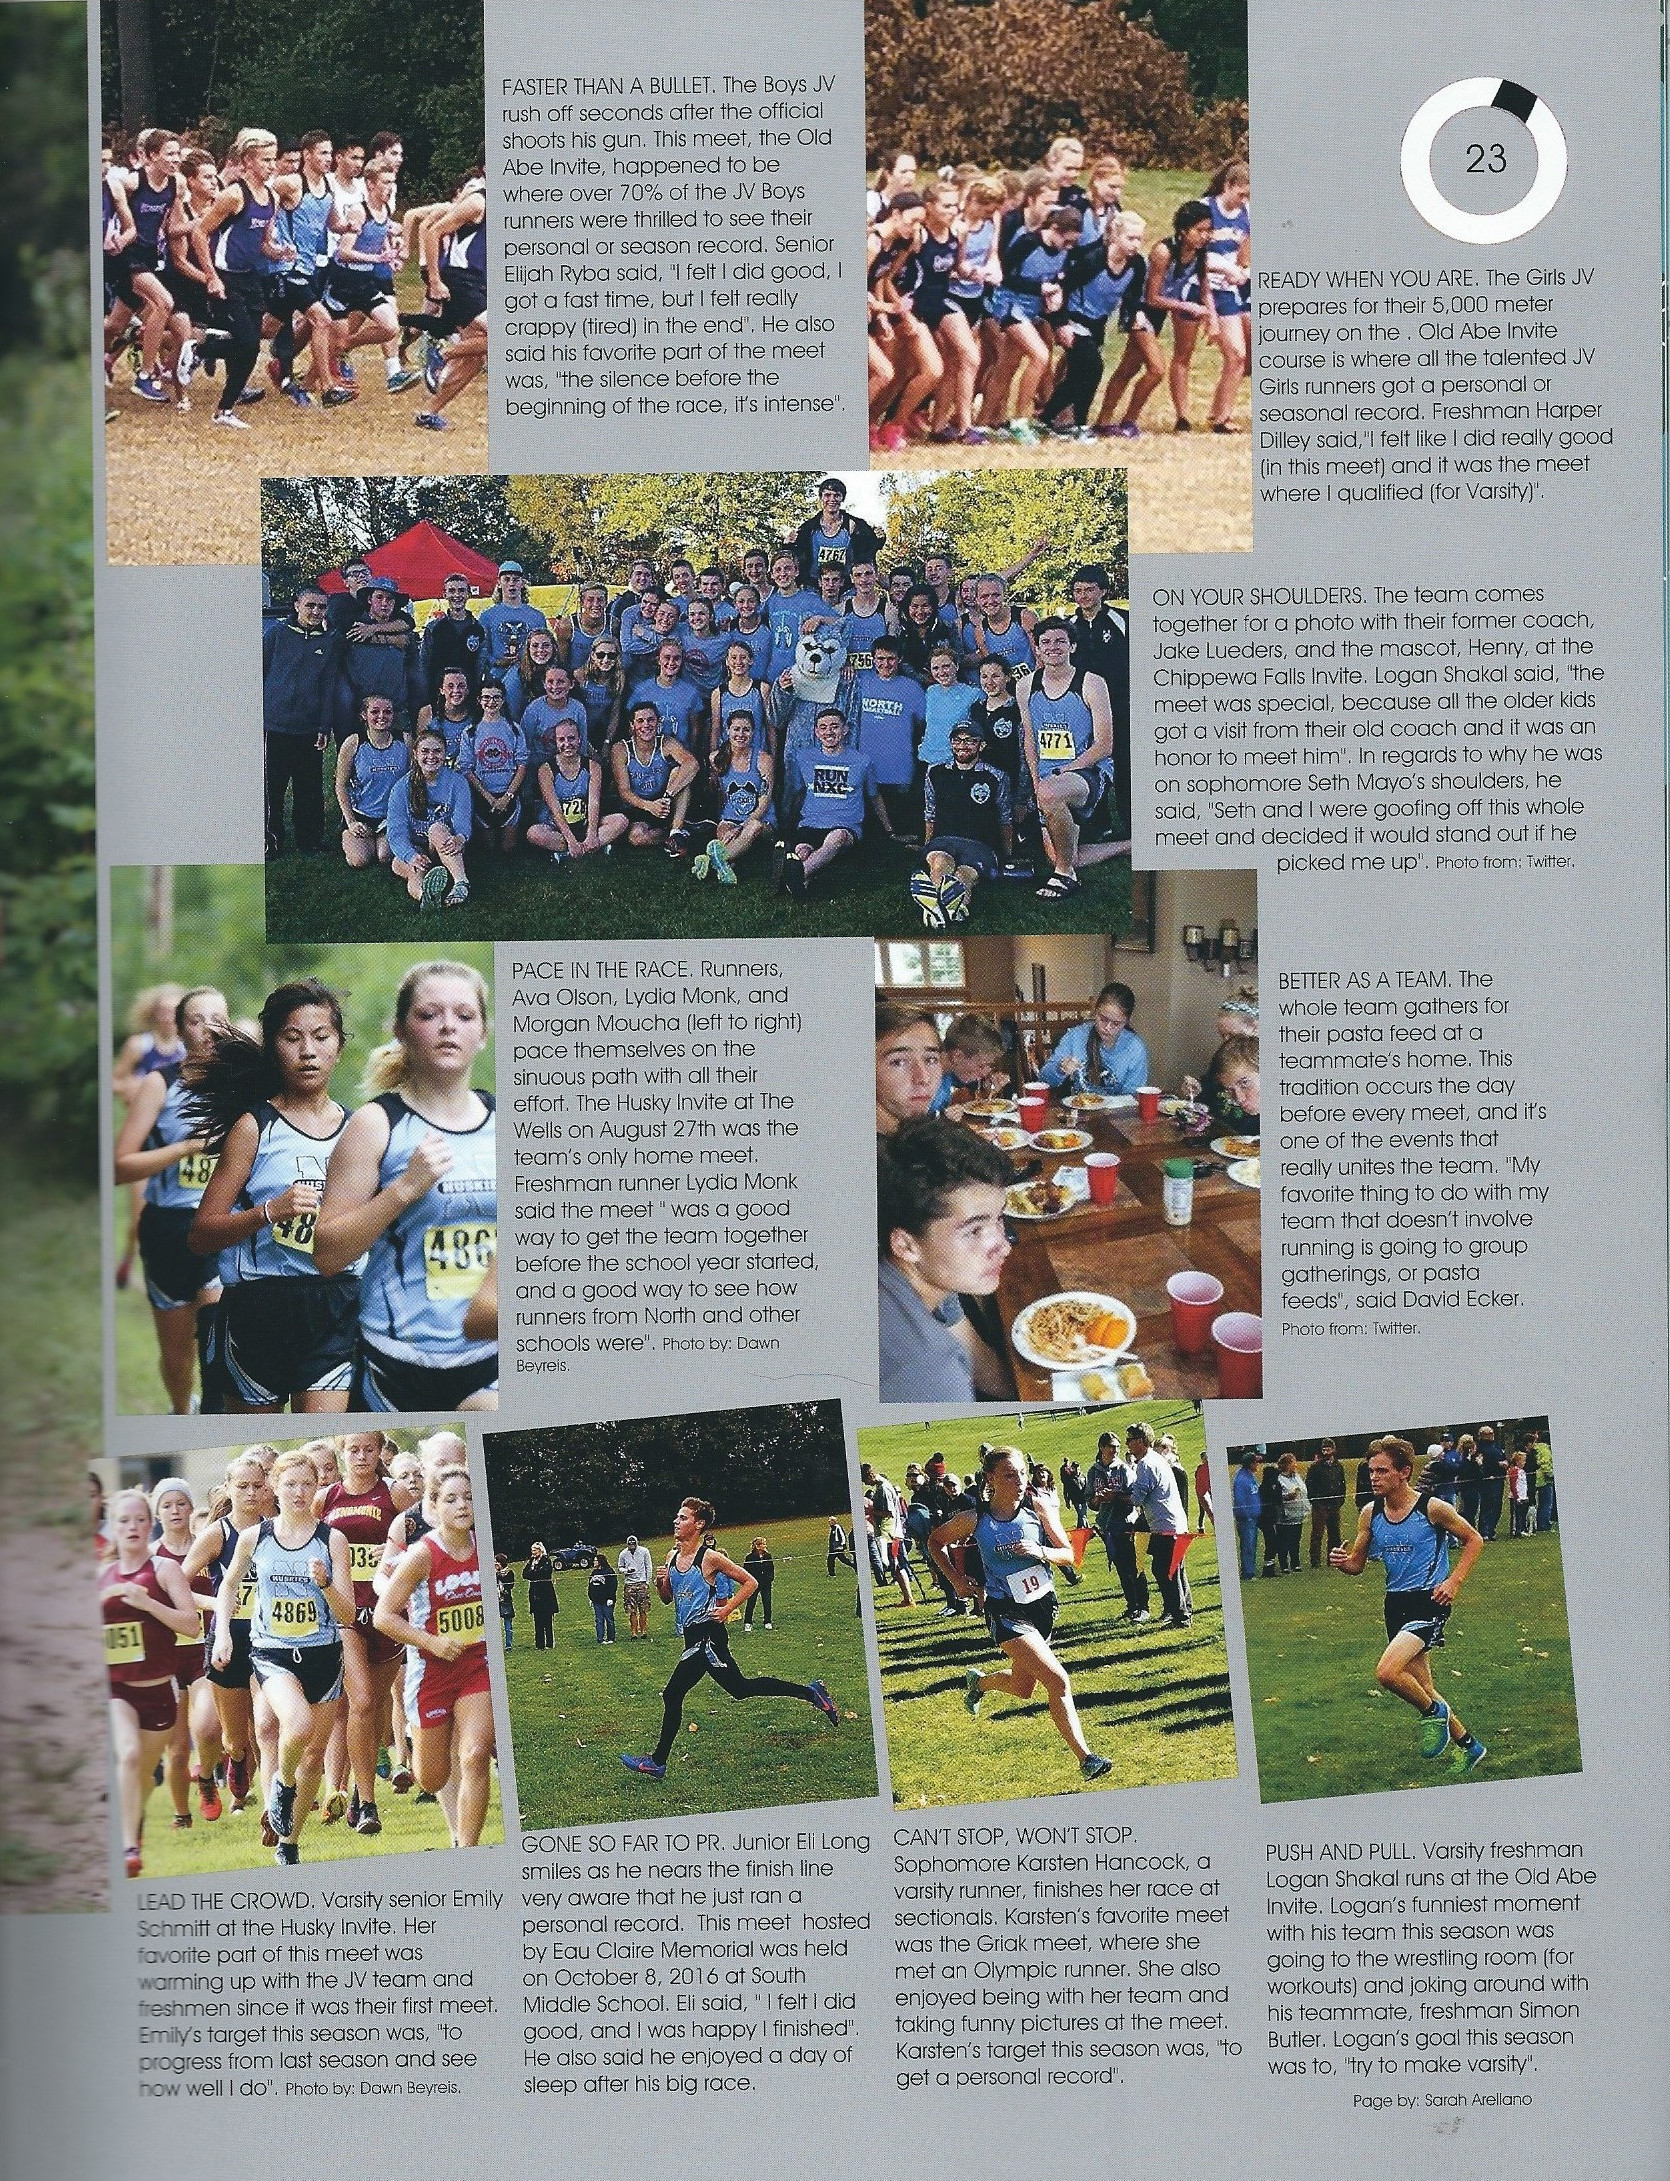 FASTER THAN A BULLET. The Boys JV
rush off seconds after the official
shoots his gun. This meet, the Old
Abe Invite, happened to be
where over 70% of the JV Boys
runners were thrilled to see their
personal or season record. Senior
Elijah Ryba said, "I felt I did good, I
got a fast time, but I felt really
crappy (tired) in the end". He also
said his favorite part of the meet
was, "the silence before the
beginning of the race, it's intense".
23
READY WHEN YOU ARE. The Girls JV
prepares for their 5,000 meter
journey on the . Old Abe Invite
course is where all the talented JV
Girls runners got a personal or
seasonal record. Freshman Harper
Dilley said,"I felt like I did really good
(in this meet) and it was the meet
where I qualified (for Varsity)".
4767
756
NORTH
BASKETBALL
4771
RUN
NXC
ON YOUR SHOULDERS. The team comes
together for a photo with their former coach,
Jake Lueders, and the mascot, Henry, at the
Chippewa Falls Invite. Logan Shakal said, "the
meet was special, because all the older kids
got a visit from their old coach and it was an
honor to meet him". In regards to why he was
on sophomore Seth Mayo's shoulders, he
said, "Seth and I were goofing off this whole
meet and decided it would stand out if he
picked me up". Photo from: Twitter.
48
48
486
HUSKIES
PACE IN THE RACE. Runners,
Ava Olson, Lydia Monk, and
Morgan Moucha (left to right)
pace themselves on the
sinuous path with all their
effort. The Husky Invite at The
Wells on August 27th was the
team's only home meet.
Freshman runner Lydia Monk
said the meet " was a good
way to get the team together
before the school year started,
and a good way to see how
runners from North and other
schools were". Photo by: Dawn
Beyreis.
BETTER AS A TEAM. The
whole team gathers for
their pasta feed at a
teammate's home. This
tradition occurs the day
before every meet, and it's
one of the events that
really unites the team. "My
favorite thing to do with my
team that doesn't involve
running is going to group
gatherings, or pasta
feeds", said David Ecker.
Photo from: Twitter.
HUSKIES
4869
5008
19
LEAD THE CROWD. Varsity senior Emily
Schmitt at the Husky Invite. Her
favorite part of this meet was
warming up with the JV team and
freshmen since it was their first meet.
Emily's target this season was, "to
progress from last season and see
how well I do". Photo by: Dawn Beyreis.
GONE SO FAR TO PR. Junior Eli Long
smiles as he nears the finish line
very aware that he just ran a
personal record. This meet hosted
by Eau Claire Memorial was held
on October 8, 2016 at South
Middle School. Eli said, " I felt I did
good, and I was happy I finished".
He also said he enjoyed a day of
sleep after his big race.
CAN'T STOP, WON'T STOP.
Sophomore Karsten Hancock, a
varsity runner, finishes her race at
sectionals. Karsten's favorite meet
was the Griak meet, where she
met an Olympic runner. She also
enjoyed being with her team and
taking funny pictures at the meet.
Karsten's target this season was, "to
get a personal record".
PUSH AND PULL. Varsity freshman
Logan Shakal runs at the Old Abe
Invite. Logan's funniest moment
with his team this season was
going to the wrestling room (for
workouts) and joking around with
his teammate, freshman Simon
Butler. Logan's goal this season
was to, "try to make varsity".
Page by: Sarah Arellano